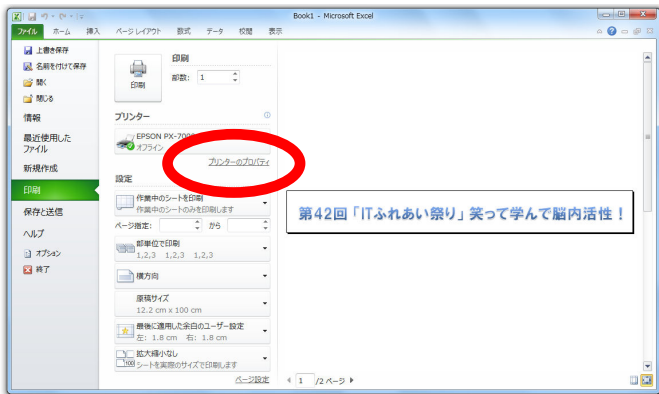 Book1 - Microsoft Excel
ファイル ホーム 挿入 ページ レイアウト 数式 データ 校閲 表示
上書き保存
名前を付けて保存
開く
閉じる
情報
最近使用した
ファイル
新規作成
印刷
保存と送信
ヘルプ
オプション
終了
印刷
印刷
部数: 1
プリンター
EPSON
オフライン
プリンターのプロパティ
設定
作業中のシートを印刷
作業中のシートのみを印刷します
ページ指定: から
部単位で印刷
1,2,3 1,2,3 1,2,3
横方向
原稿サイズ
12.2 cm x 100 cm
最後に適用した余白のユーザー設定
左: 1.8 cm 右: 1.8 cm
拡大縮小なし
シートを実際のサイズで印刷します
100
ページ設定
第42回「ITふれあい祭り」笑って学んで脳内活性！
1 /2 ページ